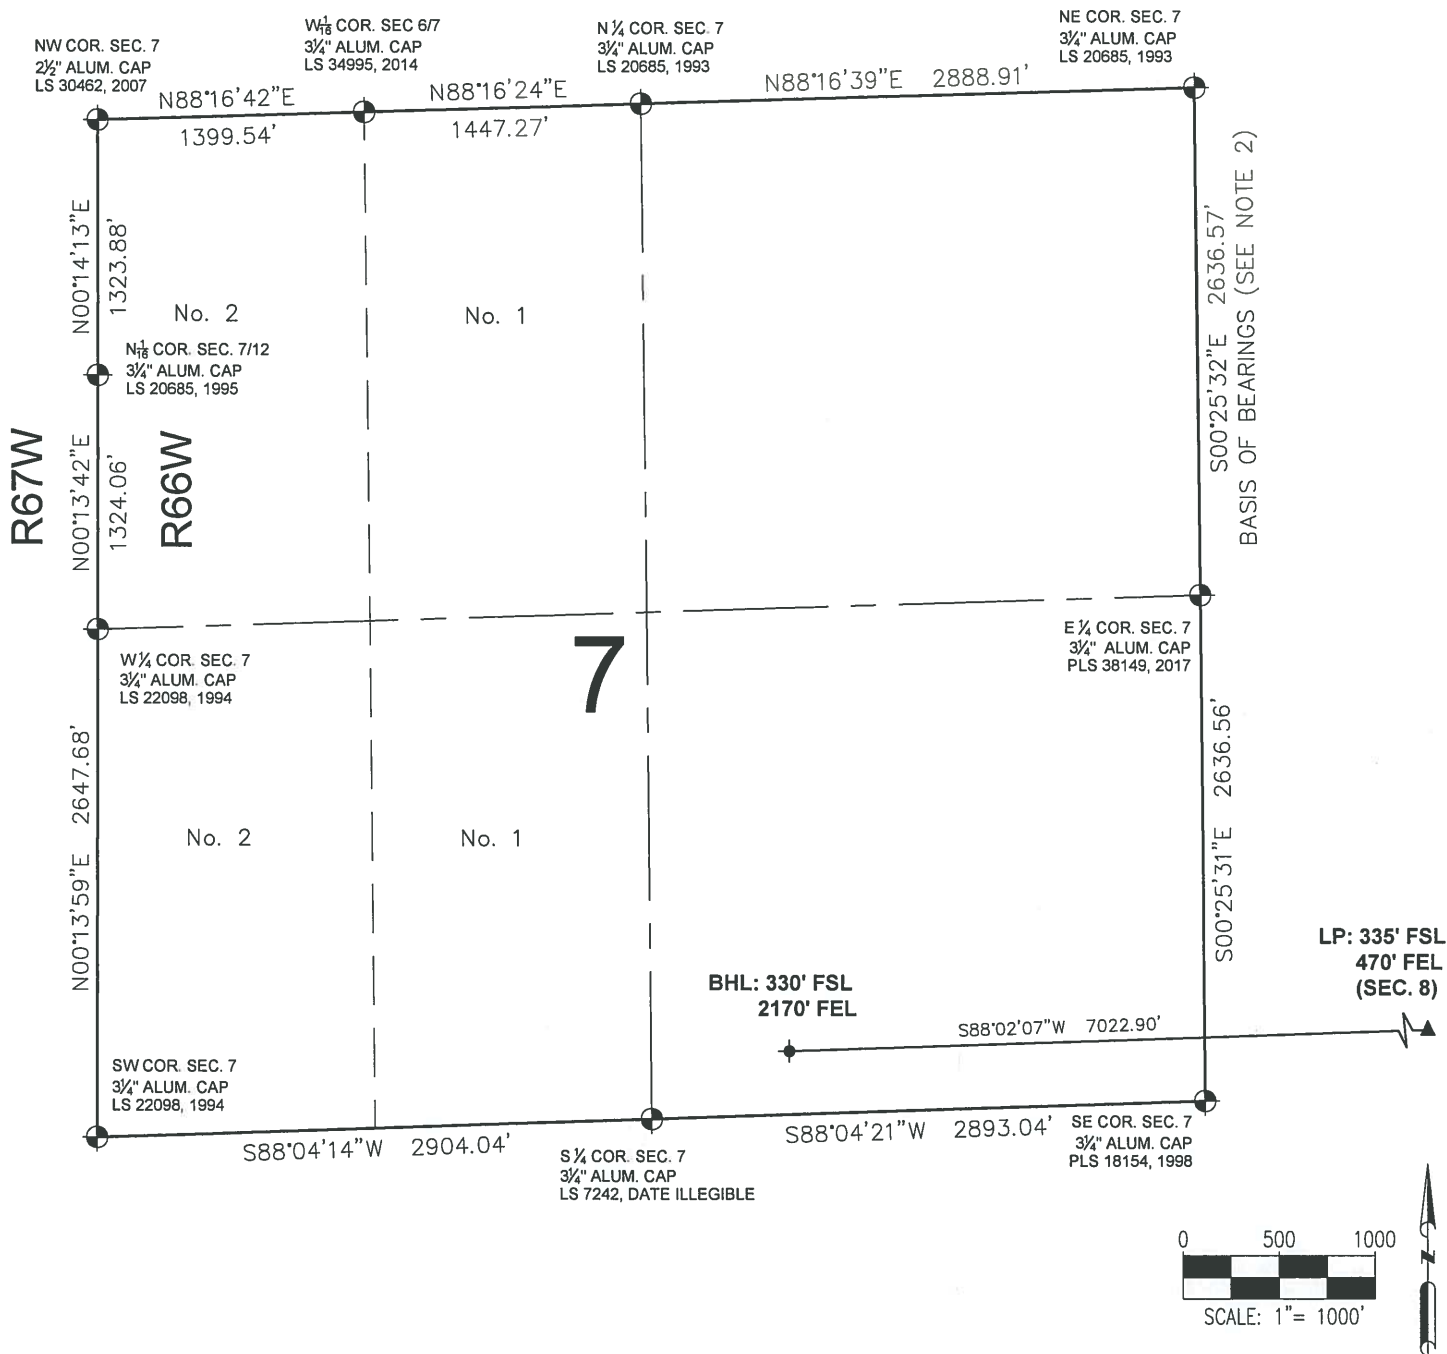 NW COR. SEC. 7
2½" ALUM. CAP
LS 30462, 2007
W1/16 COR. SEC 6/7
3¼" ALUM. CAP
LS 34995, 2014
N ¼ COR. SEC. 7
3¼" ALUM. CAP
LS 20685, 1993
NE COR. SEC. 7
3¼" ALUM. CAP
LS 20685, 1993
N88°16'42"E
1399.54'
N88°16'24"E
1447.27'
N88°16'39"E 2888.91'
N00°14'13"E
1323.88'
No. 2
No. 1
S00°25'32"E 2636.57'
BASIS OF BEARINGS (SEE NOTE 2)
N1/16 COR. SEC. 7/12
3¼" ALUM. CAP
LS 20685, 1995
R67W
N00°13'42"E
1324.06'
R66W
W¼ COR. SEC. 7
3¼" ALUM. CAP
LS 22098, 1994
7
E ¼ COR. SEC. 7
3¼" ALUM. CAP
PLS 38149, 2017
N00°13'59"E 2647.68'
No. 2
No. 1
S00°25'31"E 2636.56'
BHL: 330' FSL
2170' FEL
S88°02'07"W 7022.90'
LP: 335' FSL
470' FEL
(SEC. 8)
SW COR. SEC. 7
3¼" ALUM. CAP
LS 22098, 1994
S88°04'14"W 2904.04'
S ¼ COR. SEC. 7
3¼" ALUM. CAP
LS 7242, DATE ILLEGIBLE
S88°04'21"W 2893.04'
SE COR. SEC. 7
3¼" ALUM. CAP
PLS 18154, 1998
0 500 1000
SCALE: 1"= 1000'
N